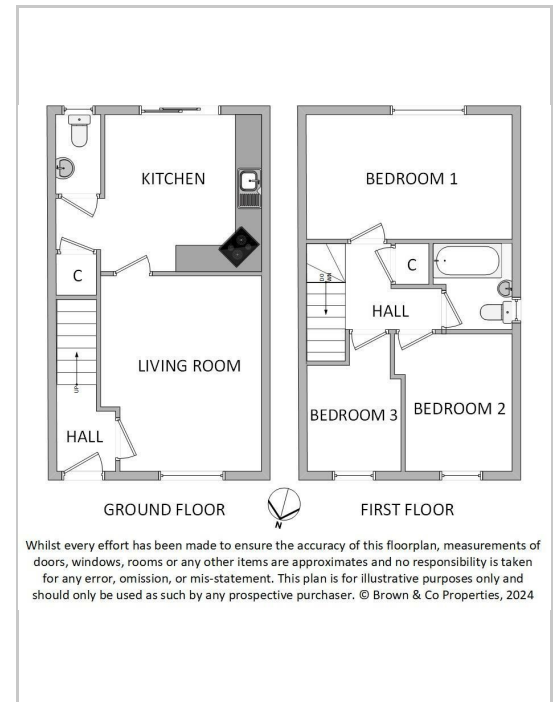 KITCHEN
C
LIVING ROOM
UP
HALL
GROUND FLOOR
BEDROOM 1
DOWN
C
HALL
BEDROOM 3
BEDROOM 2
FIRST FLOOR
N
Whilst every effort has been made to ensure the accuracy of this floorplan, measurements of
doors, windows, rooms or any other items are approximates and no responsibility is taken
for any error, omission, or mis-statement. This plan is for illustrative purposes only and
should only be used as such by any prospective purchaser. © Brown & Co Properties, 2024